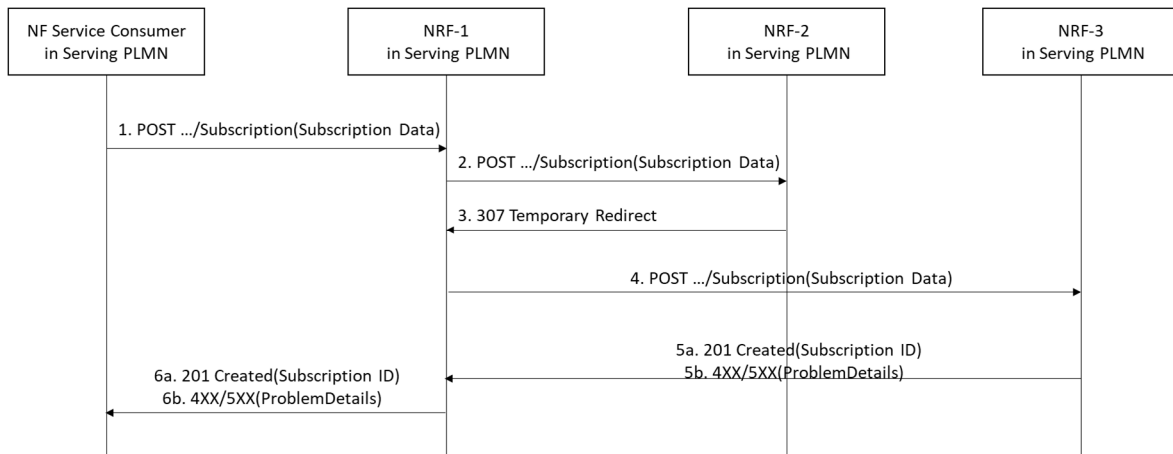 NF Service Consumer
in Serving PLMN
NRF-1
in Serving PLMN
NRF-2
in Serving PLMN
NRF-3
in Serving PLMN
1. POST .../Subscription(Subscription Data)
2. POST .../Subscription(Subscription Data)
3. 307 Temporary Redirect
4. POST .../Subscription(Subscription Data)
5a. 201 Created(Subscription ID)
5b. 4XX/5XX(ProblemDetails)
6a. 201 Created(Subscription ID)
6b. 4XX/5XX(ProblemDetails)